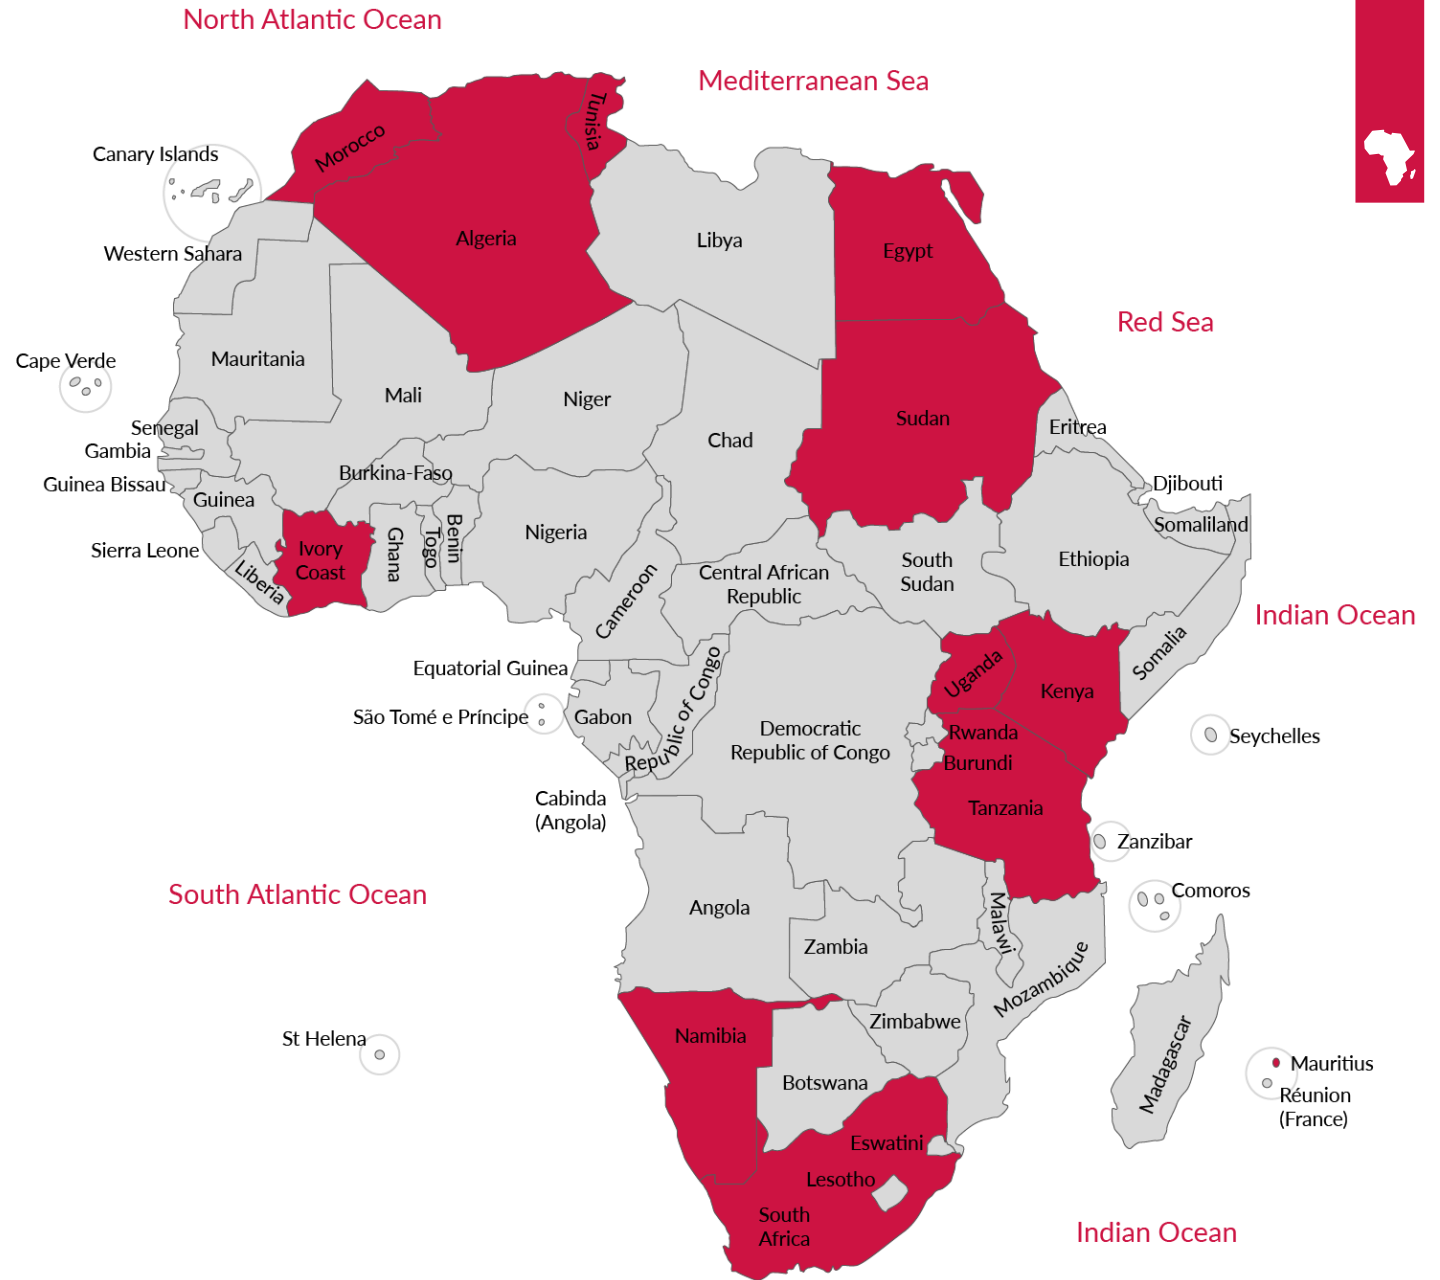 North Atlantic Ocean
Mediterranean Sea
Tunisia
Morocco
Canary Islands
Algeria
Libya
Egypt
Western Sahara
Red Sea
Mauritania
Cape Verde
Mali
Niger
Sudan
Chad
Eritrea
Senegal
Gambia
Burkina-Faso
Guinea Bissau
Djibouti
Guinea
Somaliland
Nigeria
Ghana
Togo
Benin
Ivory
Coast
Sierra Leone
Liberia
South
Sudan
Ethiopia
Central African
Republic
Cameroon
Indian Ocean
Somalia
Equatorial Guinea
Uganda
Kenya
São Tomé e Príncipe
Gabon
Republic of Congo
Democratic
Republic of Congo
Rwanda
Seychelles
Burundi
Cabinda
(Angola)
Tanzania
Zanzibar
South Atlantic Ocean
Comoros
Angola
Malawi
Zambia
Mozambique
Zimbabwe
Namibia
St Helena
Madagascar
Mauritius
Botswana
Réunion
(France)
Eswatini
Lesotho
South
Africa
Indian Ocean